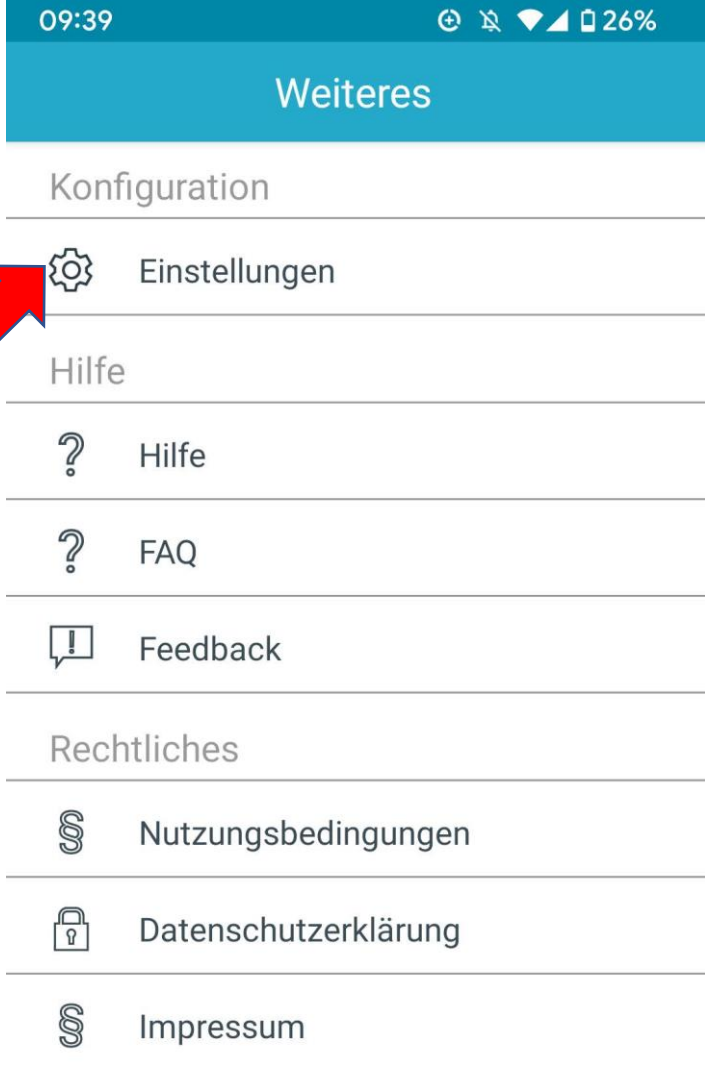 09:39 26%
Weiteres
Konfiguration
Einstellungen
Hilfe
Hilfe
FAQ
Feedback
Rechtliches
Nutzungsbedingungen
Datenschutzerklärung
Impressum